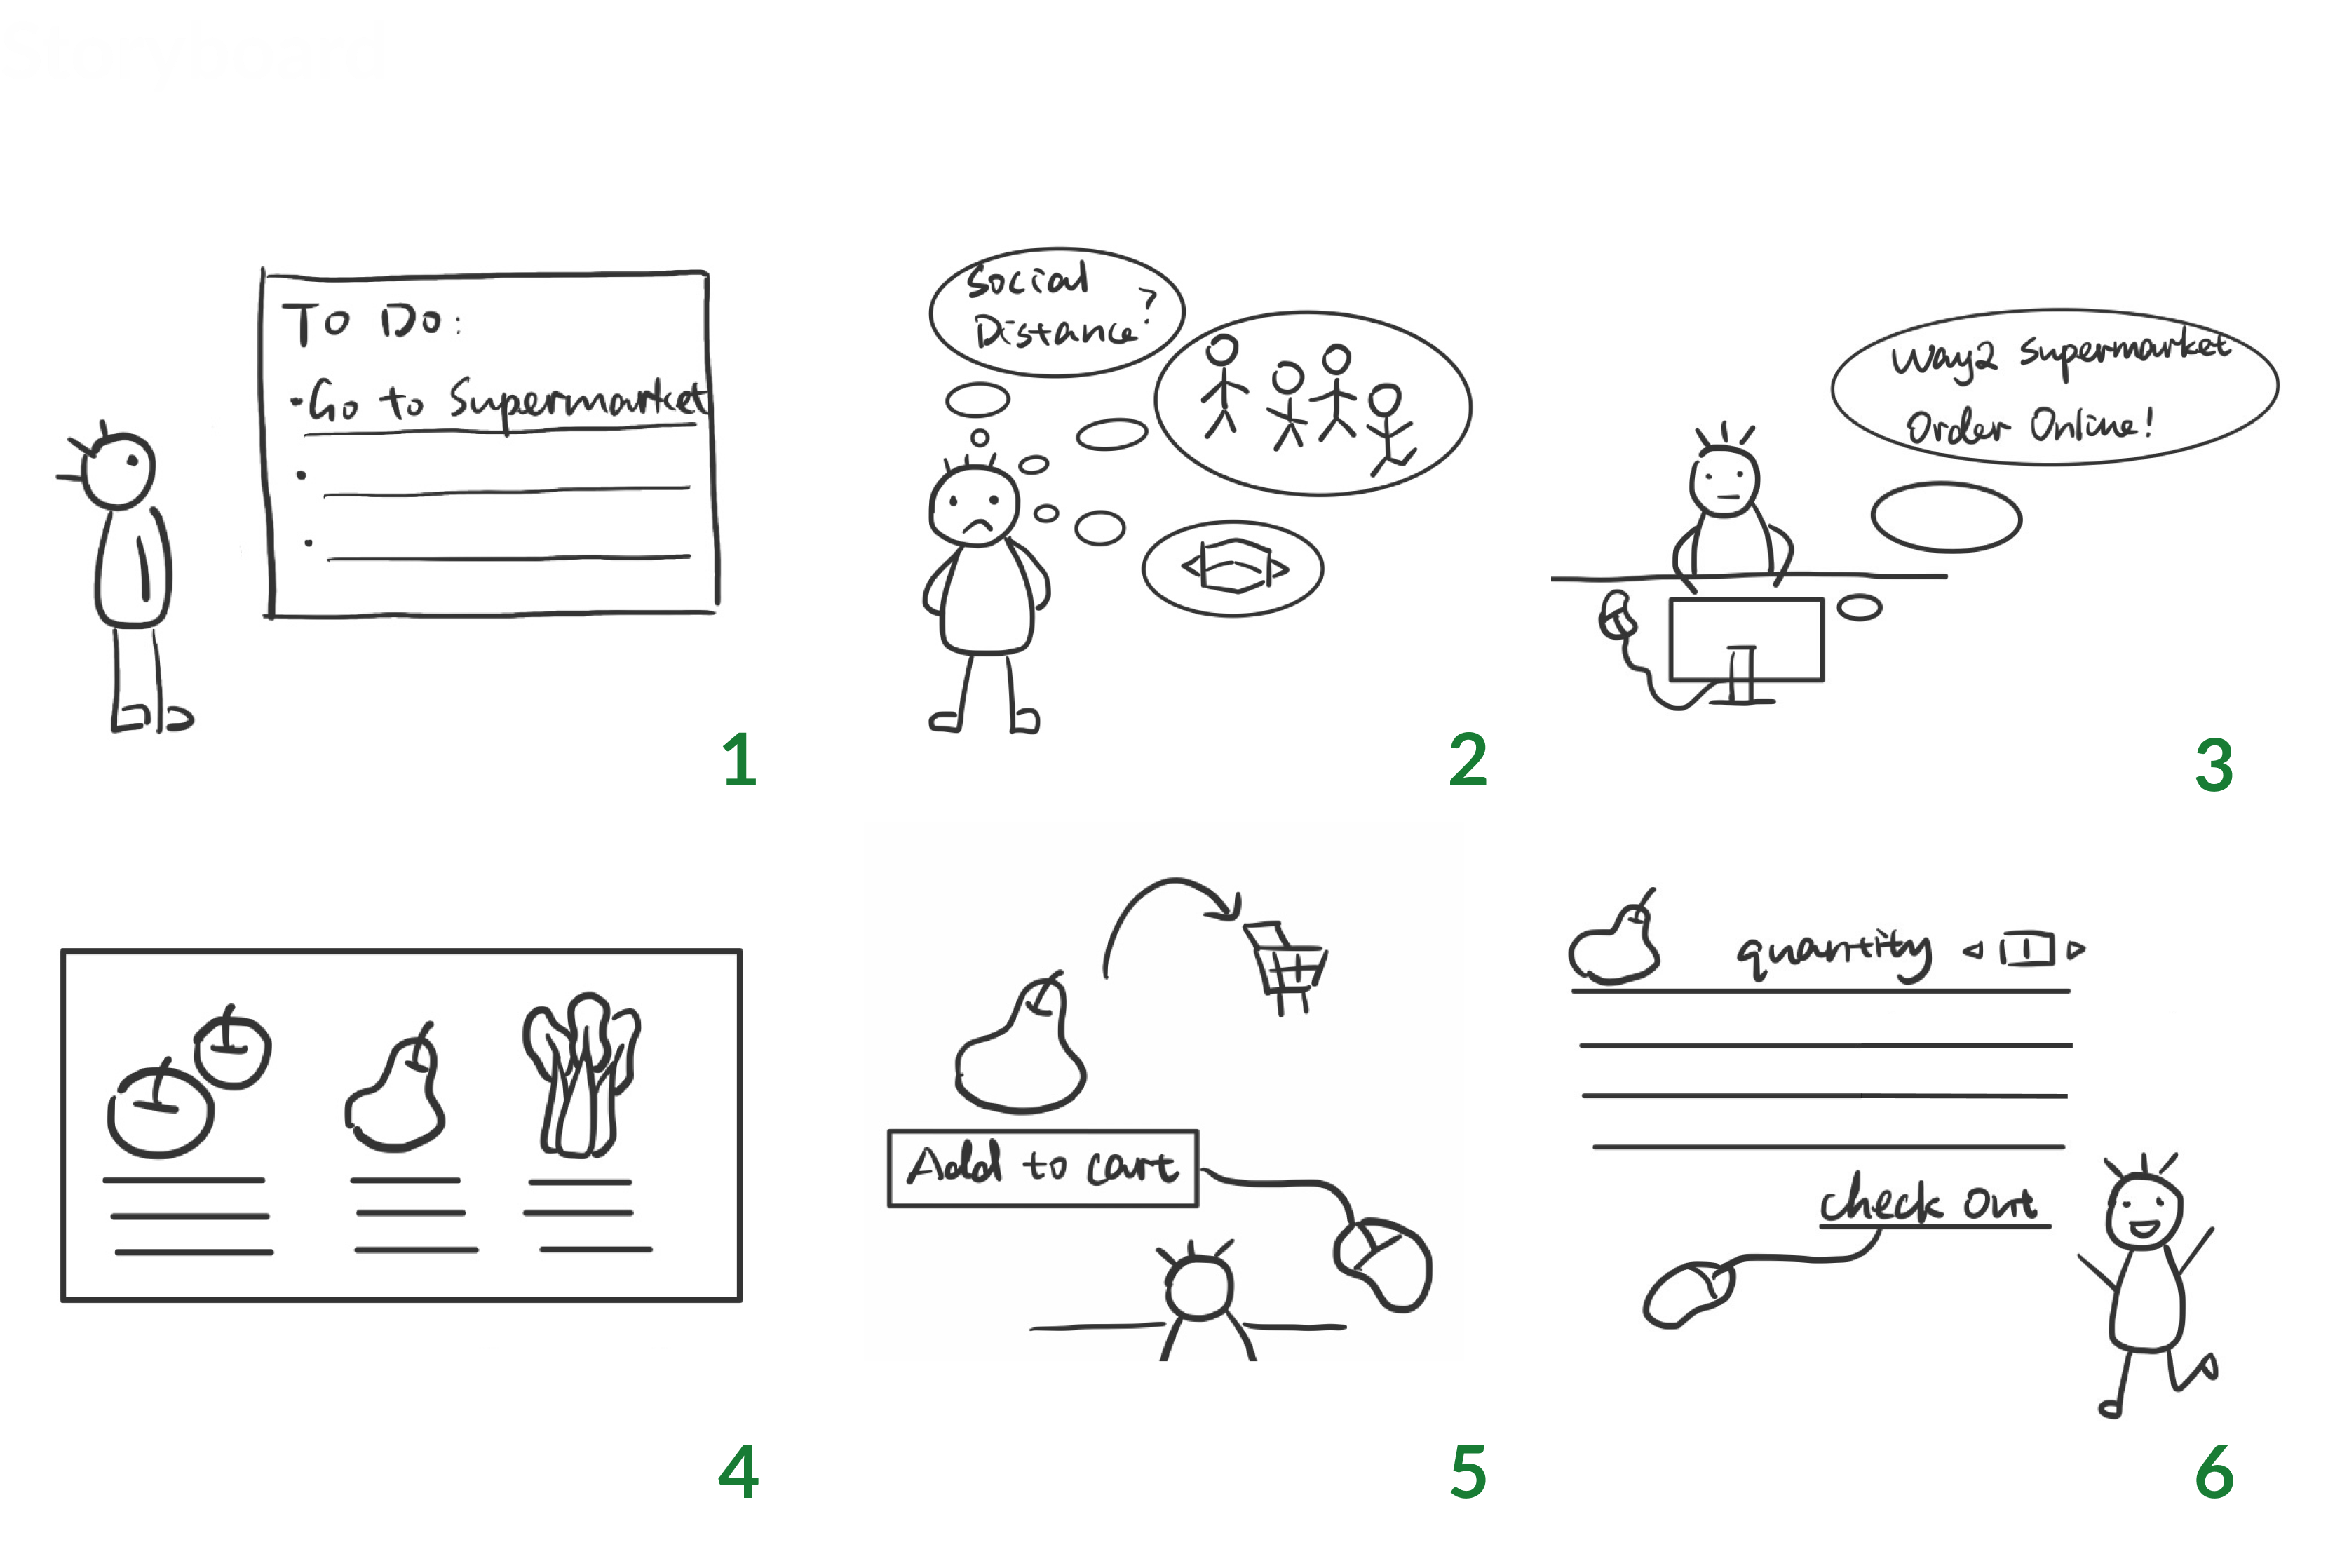 Storyboard
To Do:
• Go to Supermarket
•
•
1
Social
Distance?
2
Way2 Supermarket
Order Online!
3
4
Add to cart
5
quantity ◁ 1 ▷
check out
6